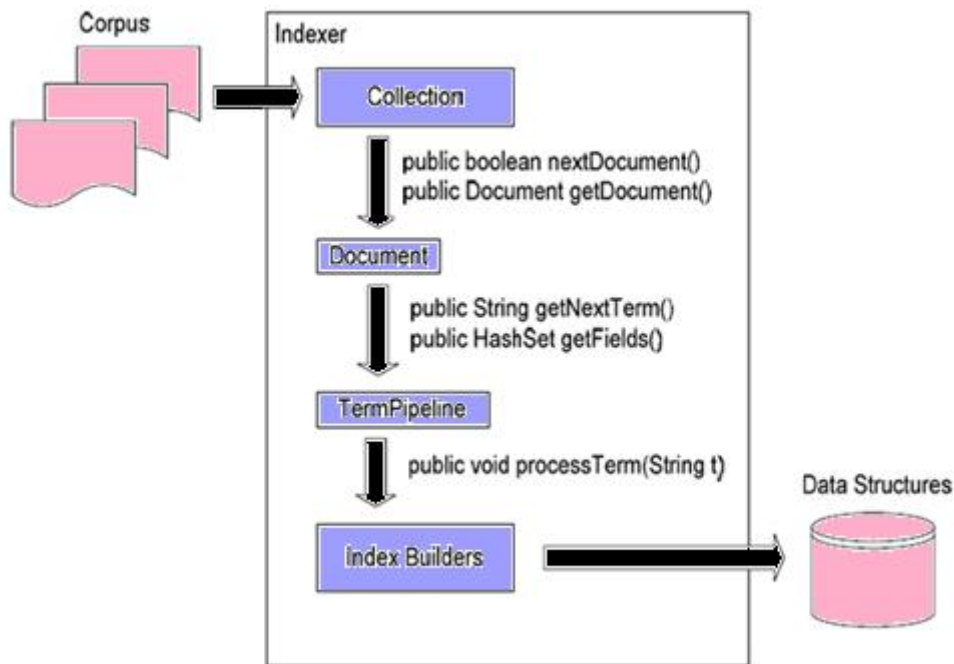 Corpus
Indexer
Collection
public boolean nextDocument()
public Document getDocument()
Document
public String getNextTerm()
public HashSet getFields()
TermPipeline
public void processTerm(String t)
Index Builders
Data Structures